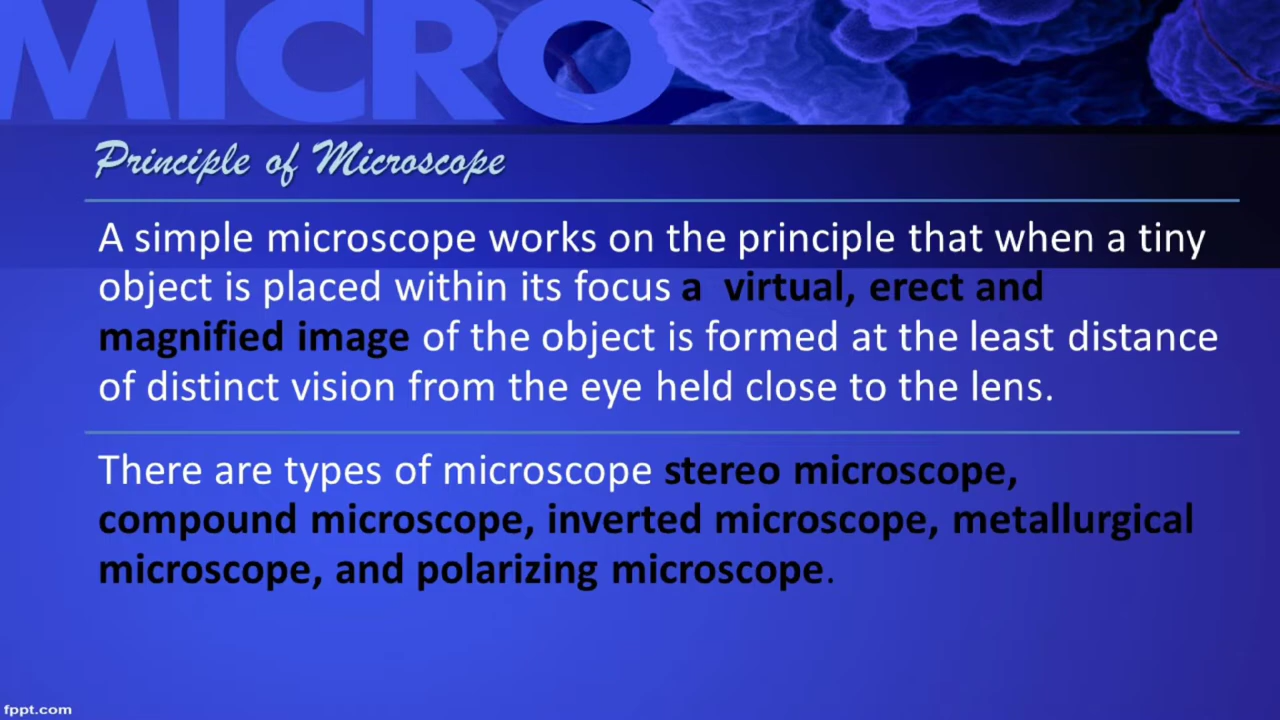 MICRO
Principle of Microscope
A simple microscope works on the principle that when a tiny
object is placed within its focus a virtual, erect and
magnified image of the object is formed at the least distance
of distinct vision from the eye held close to the lens.
There are types of microscope stereo microscope,
compound microscope, inverted microscope, metallurgical
microscope, and polarizing microscope.
fppt.com